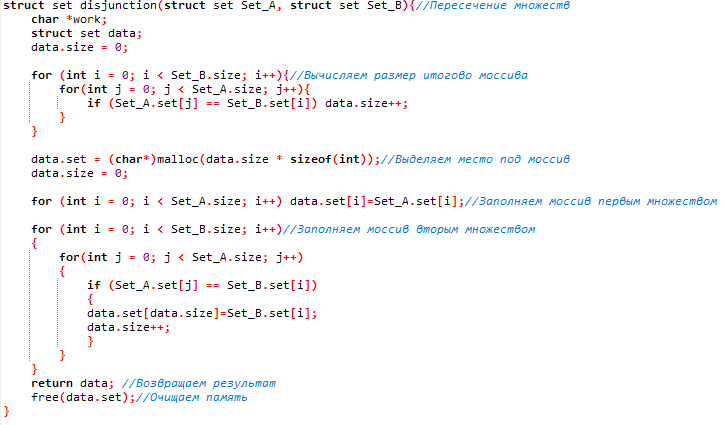 struct set disjunction(struct set Set_A, struct set Set_B){//Пересечение множеств
char *work;
struct set data;
data.size = 0;
for (int i = 0; i < Set_B.size; i++){//Вычисляем размер итогово моссива
for(int j = 0; j < Set_A.size; j++){
if (Set_A.set[j] == Set_B.set[i]) data.size++;
}
}
data.set = (char*)malloc(data.size * sizeof(int));//Выделяем место под моссив
data.size = 0;
for (int i = 0; i < Set_A.size; i++) data.set[i]=Set_A.set[i];//Заполняем моссив первым множеством
for (int i = 0; i < Set_B.size; i++)//Заполняем моссив вторым множеством
{
for(int j = 0; j < Set_A.size; j++)
{
if (Set_A.set[j] == Set_B.set[i])
{
data.set[data.size]=Set_B.set[i];
data.size++;
}
}
}
return data; //Возвращаем результат
free(data.set);//Очищаем память
}